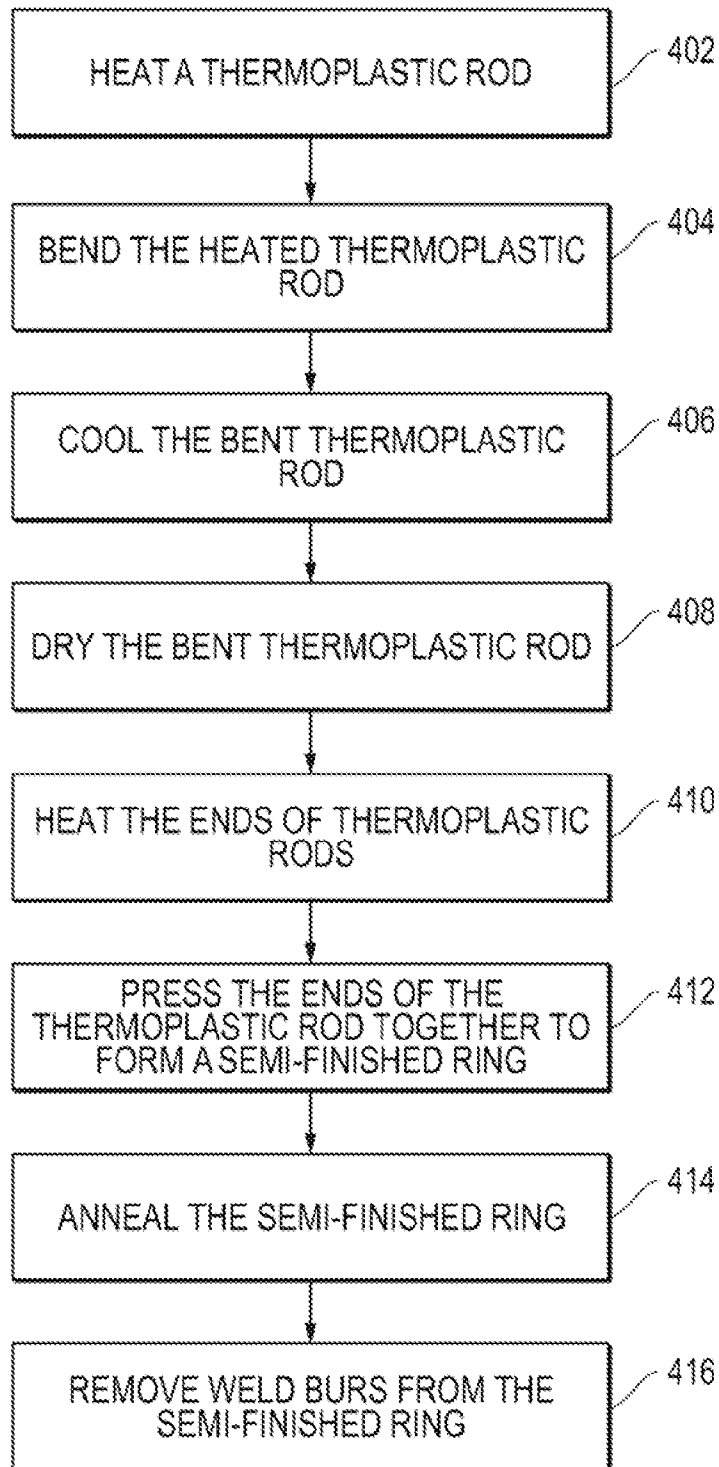 HEAT A THERMOPLASTIC ROD
402
BEND THE HEATED THERMOPLASTIC
ROD
404
COOL THE BENT THERMOPLASTIC
ROD
406
DRY THE BENT THERMOPLASTIC ROD
408
HEAT THE ENDS OF THERMOPLASTIC
RODS
410
PRESS THE ENDS OF THE
THERMOPLASTIC ROD TOGETHER TO
FORM A SEMI-FINISHED RING
412
ANNEAL THE SEMI-FINISHED RING
414
REMOVE WELD BURS FROM THE
SEMI-FINISHED RING
416